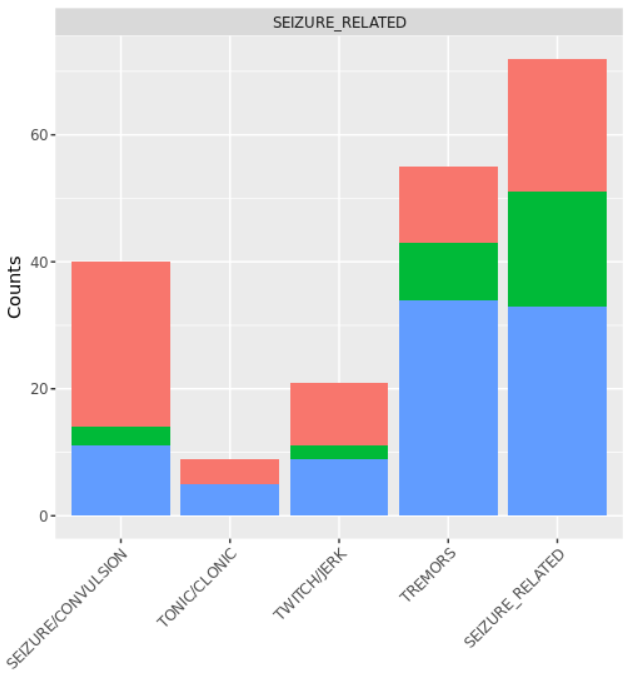 SEIZURE_RELATED
Counts
60
40
20
0
SEIZURE/CONVULSION
TONIC/CLONIC
TWITCH/JERK
TREMORS
SEIZURE_RELATED